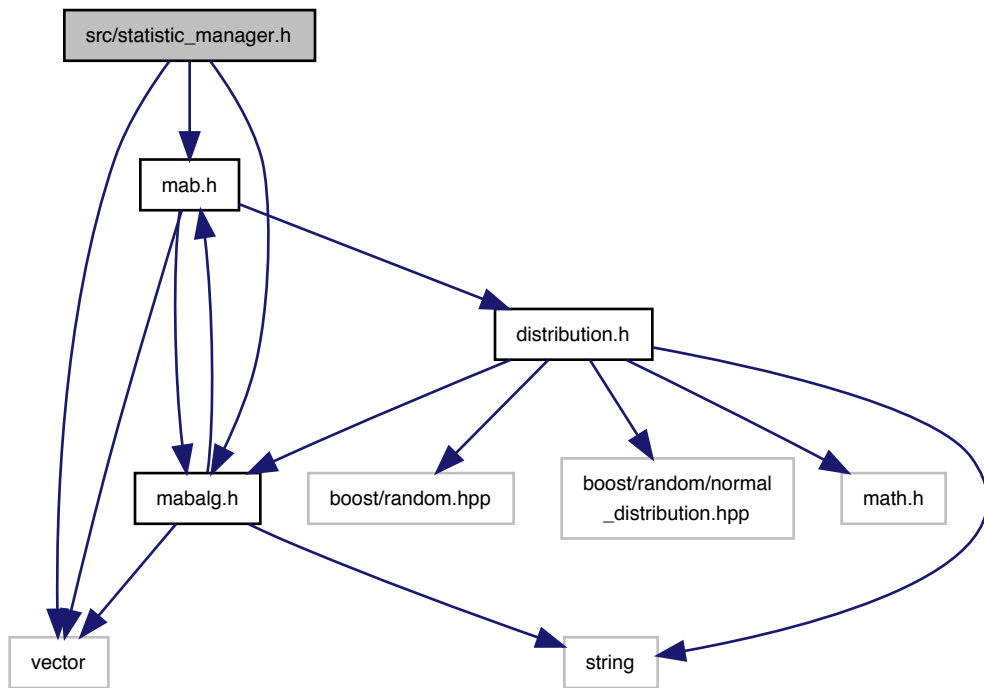 src/statistic_manager.h
mab.h
distribution.h
mabalg.h
boost/random.hpp
boost/random/normal
_distribution.hpp
math.h
vector
string